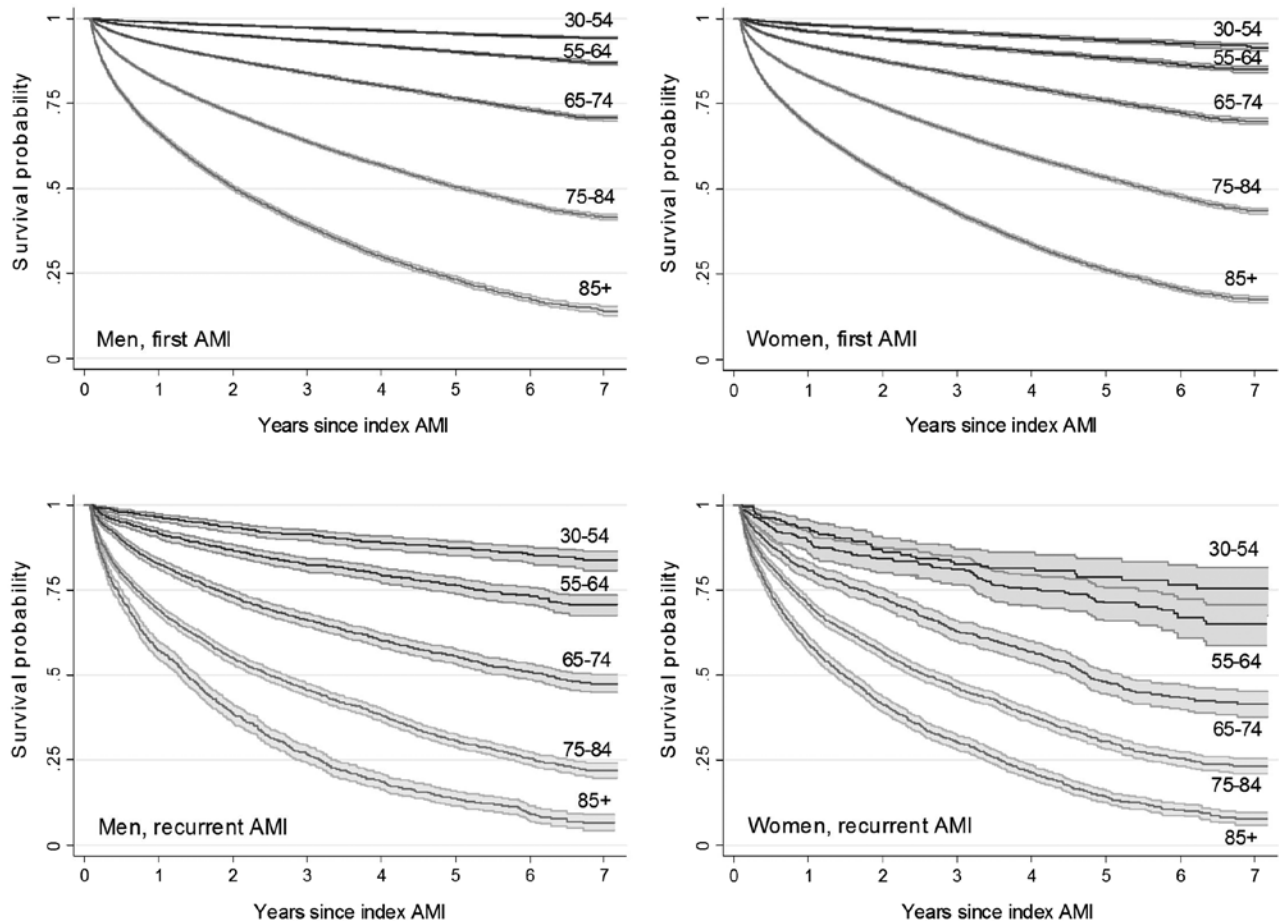 Survival probability
1
.75
.5
.25
0
30-54
55-64
65-74
75-84
85+
Men, first AMI
0 1 2 3 4 5 6 7
Years since index AMI
Survival probability
1
.75
.5
.25
0
30-54
55-64
65-74
75-84
85+
Women, first AMI
0 1 2 3 4 5 6 7
Years since index AMI
Survival probability
1
.75
.5
.25
0
30-54
55-64
65-74
75-84
85+
Men, recurrent AMI
0 1 2 3 4 5 6 7
Years since index AMI
Survival probability
1
.75
.5
.25
0
30-54
55-64
65-74
75-84
85+
Women, recurrent AMI
0 1 2 3 4 5 6 7
Years since index AMI